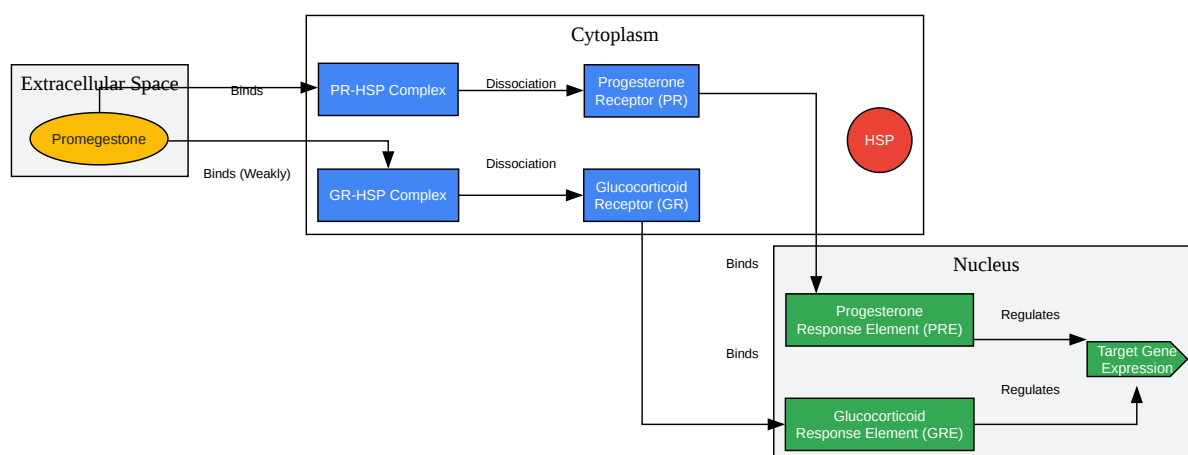 Cytoplasm
Extracellular Space
Binds
PR-HSP Complex
Dissociation
Progesterone
Receptor (PR)
Promegestone
HSP
Binds (Weakly)
GR-HSP Complex
Dissociation
Glucocorticoid
Receptor (GR)
Nucleus
Binds
Progesterone
Response Element (PRE)
Regulates
Binds
Target Gene
Expression
Glucocorticoid
Response Element (GRE)
Regulates